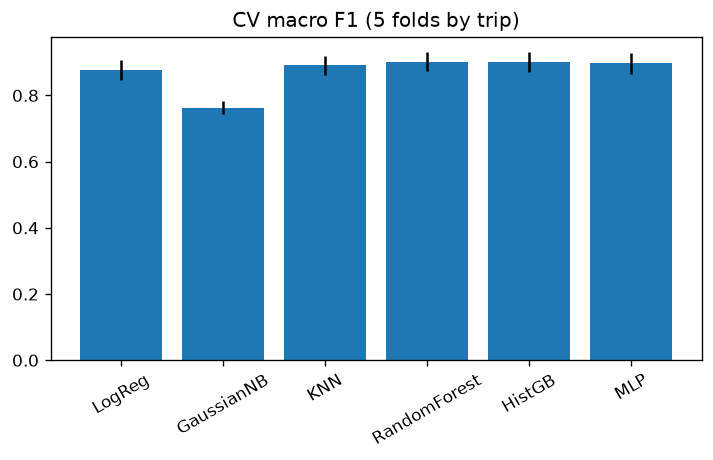 CV macro F1 (5 folds by trip)
0.8
0.6
0.4
0.2
0.0
LogReg
GaussianNB
KNN
RandomForest
HistGB
MLP